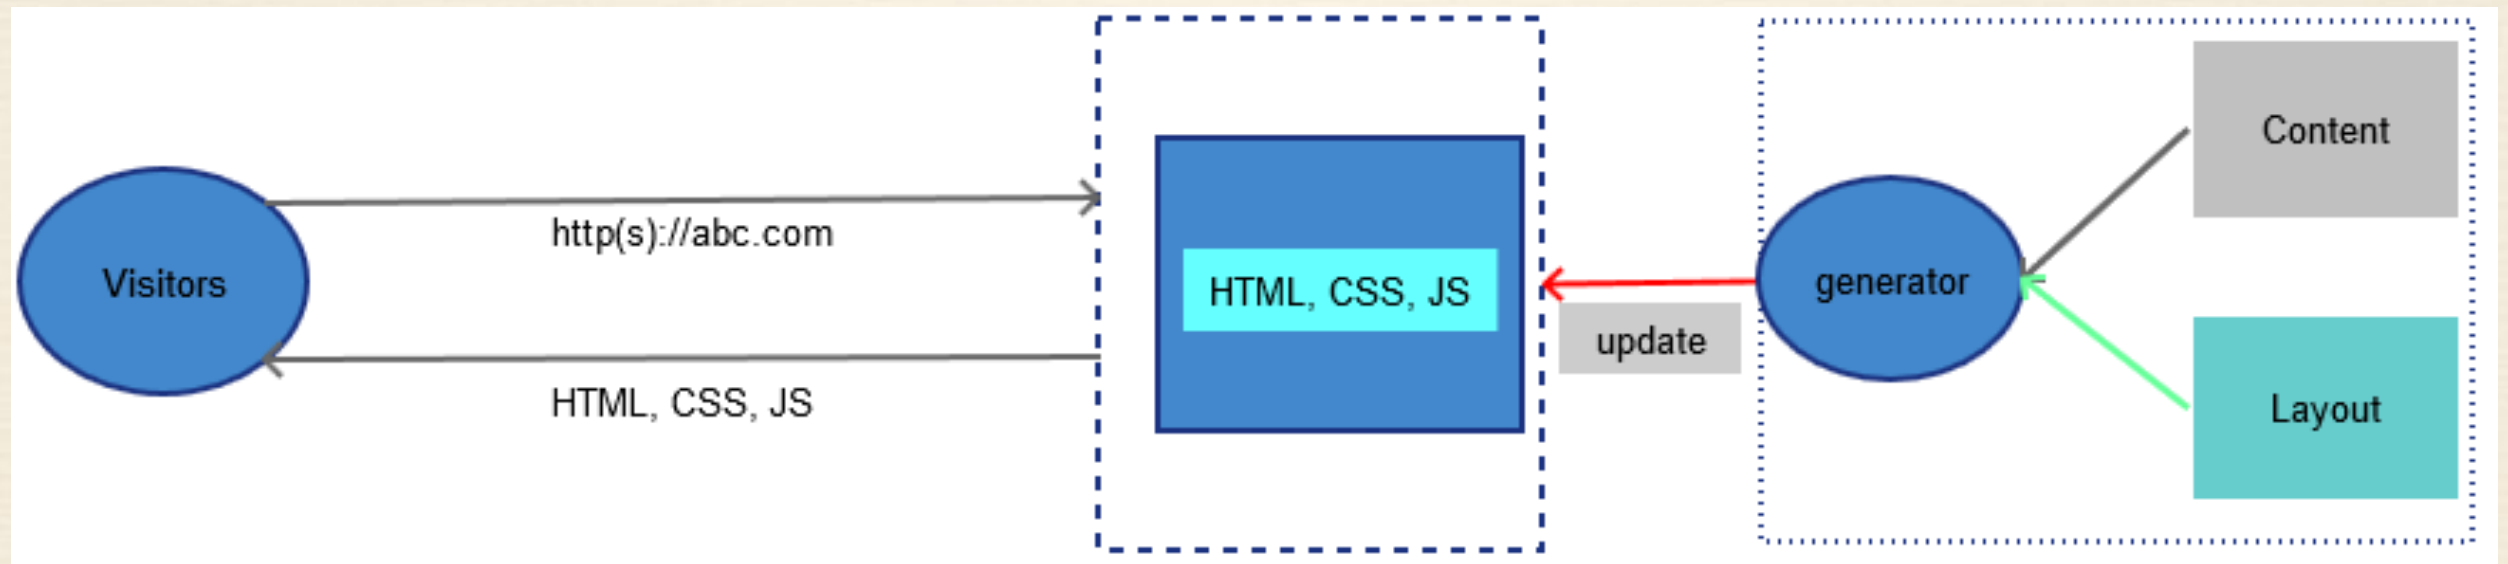 Visitors
http(s)://abc.com
HTML, CSS, JS
HTML, CSS, JS
update
generator
Content
Layout